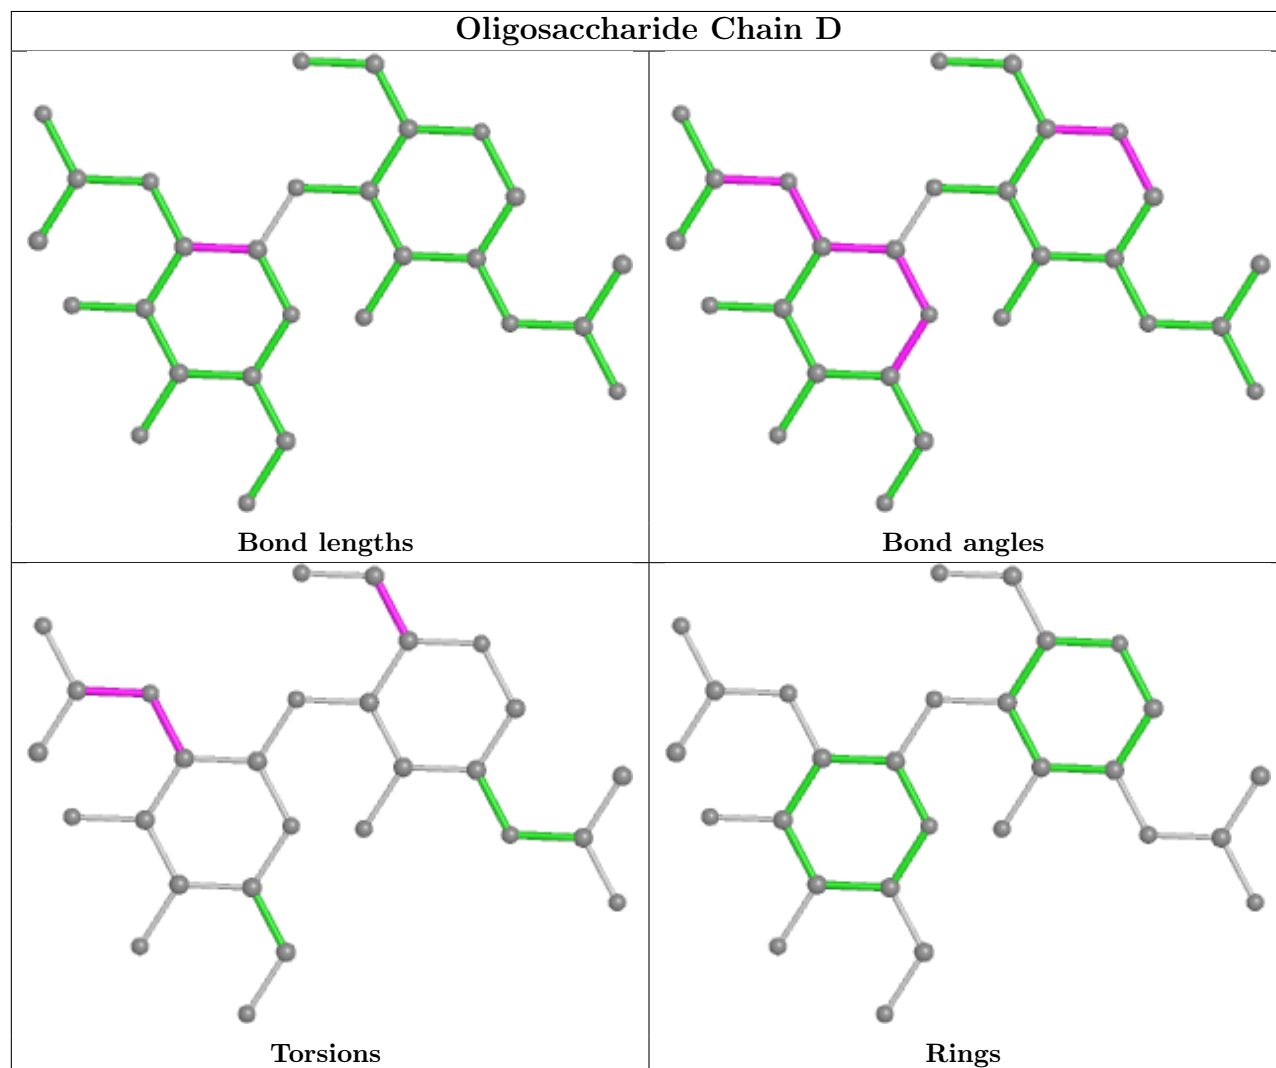 Oligosaccharide Chain D
Bond lengths
Bond angles
Torsions
Rings